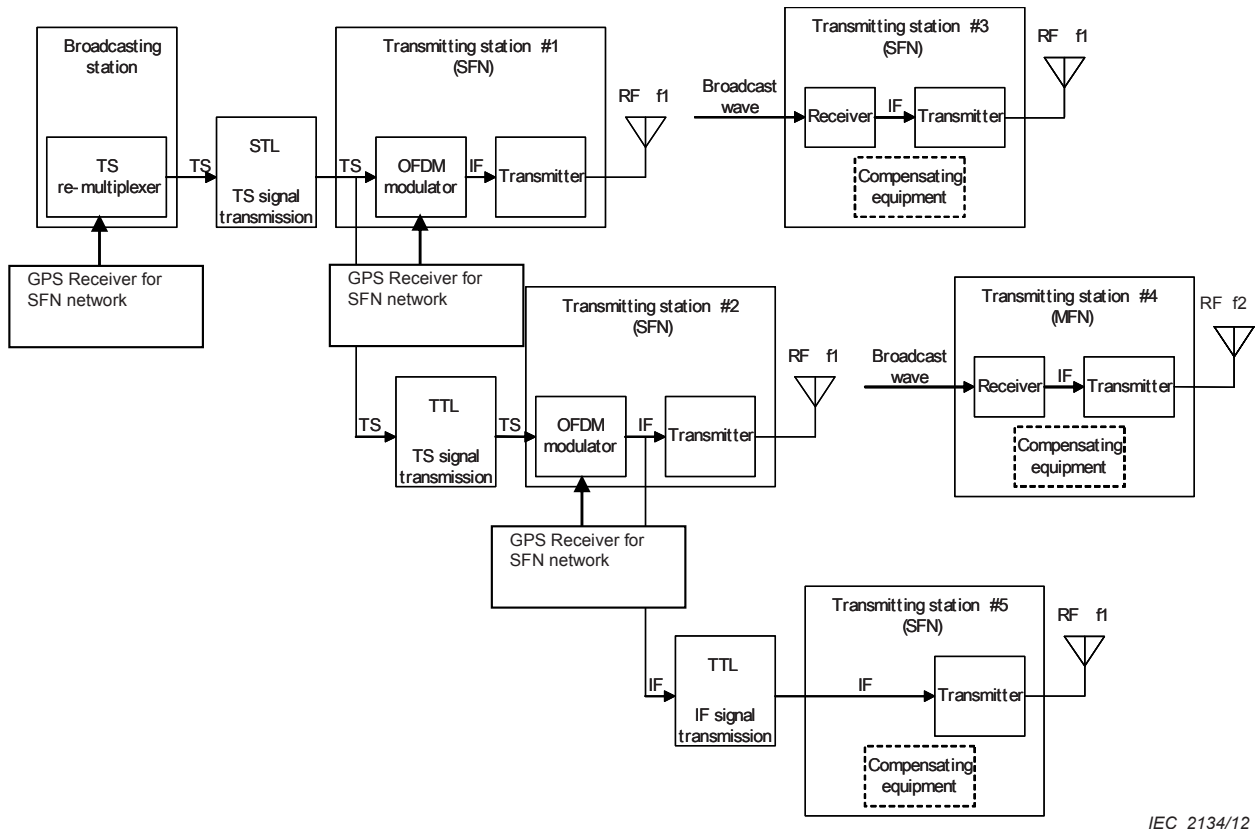 Broadcasting
station
TS
re-multiplexer
GPS Receiver for
SFN network
TS
STL
TS signal
transmission
TS
Transmitting station #1
(SFN)
OFDM
modulator
IF
Transmitter
RF f1
GPS Receiver for
SFN network
Broadcast
wave
Transmitting station #3
(SFN)
Receiver
IF
Transmitter
Compensating
equipment
RF f1
TS
TTL
TS signal
transmission
TS
Transmitting station #2
(SFN)
OFDM
modulator
IF
Transmitter
RF f1
GPS Receiver for
SFN network
Broadcast
wave
Transmitting station #4
(MFN)
Receiver
IF
Transmitter
Compensating
equipment
RF f2
IF
TTL
IF signal
transmission
IF
Transmitting station #5
(SFN)
Transmitter
Compensating
equipment
RF f1
IEC 2134/12